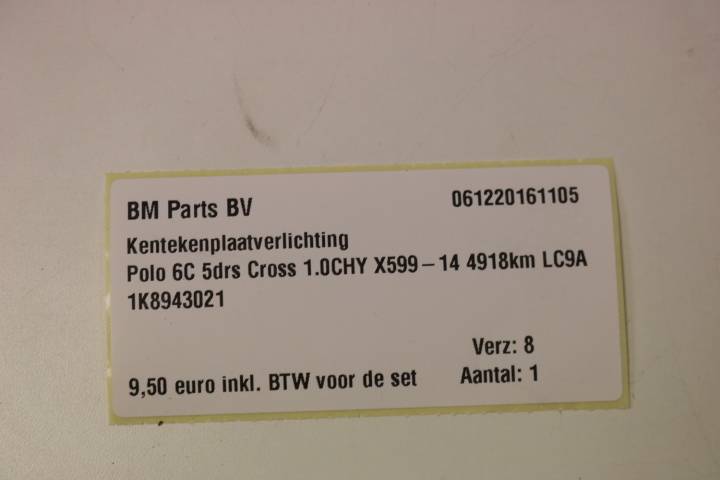 BM Parts BV 061220161105
Kentekenplaatverlichting
Polo 6C 5drs Cross 1.0CHY X599-14 4918km LC9A
1K8943021
Verz: 8
9,50 euro inkl. BTW voor de set Aantal: 1